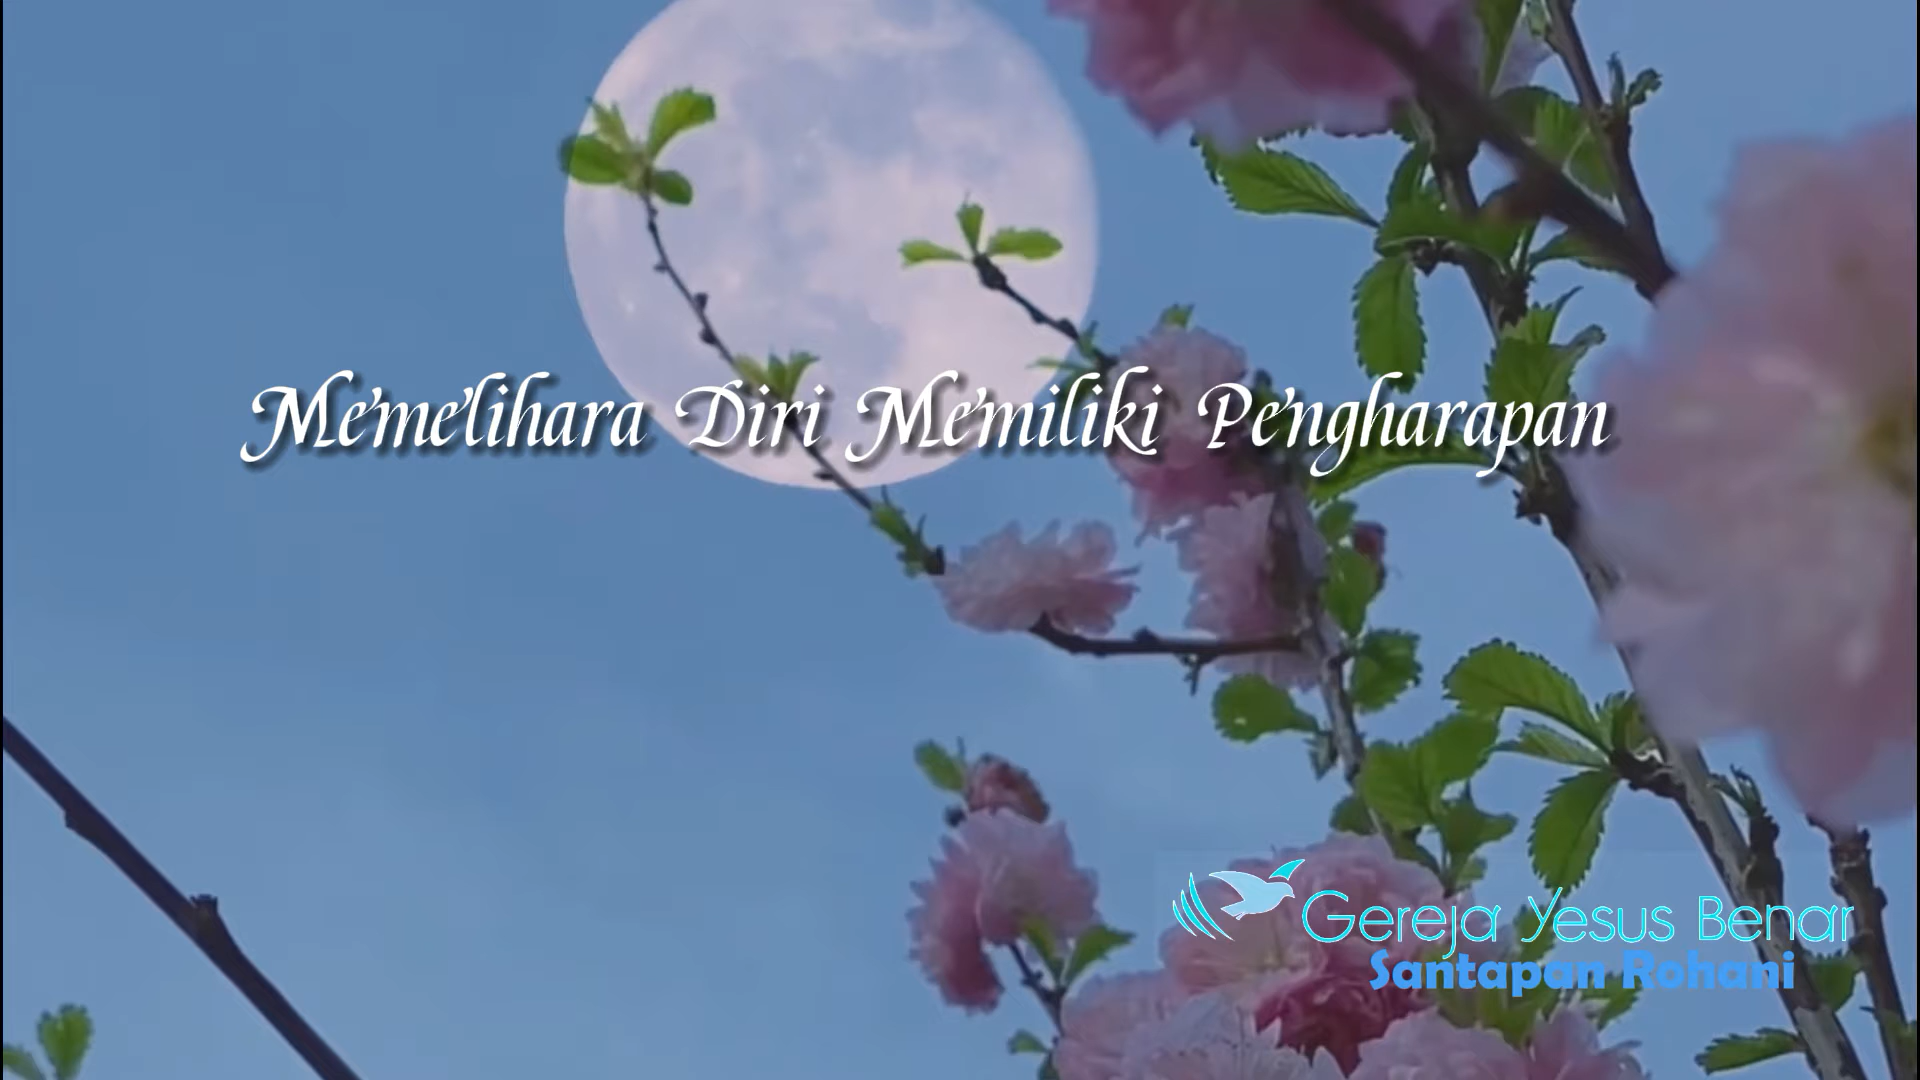 Memelihara Diri Memiliki Pengharapan
Gereja Yesus Benar
Santapan Rohani